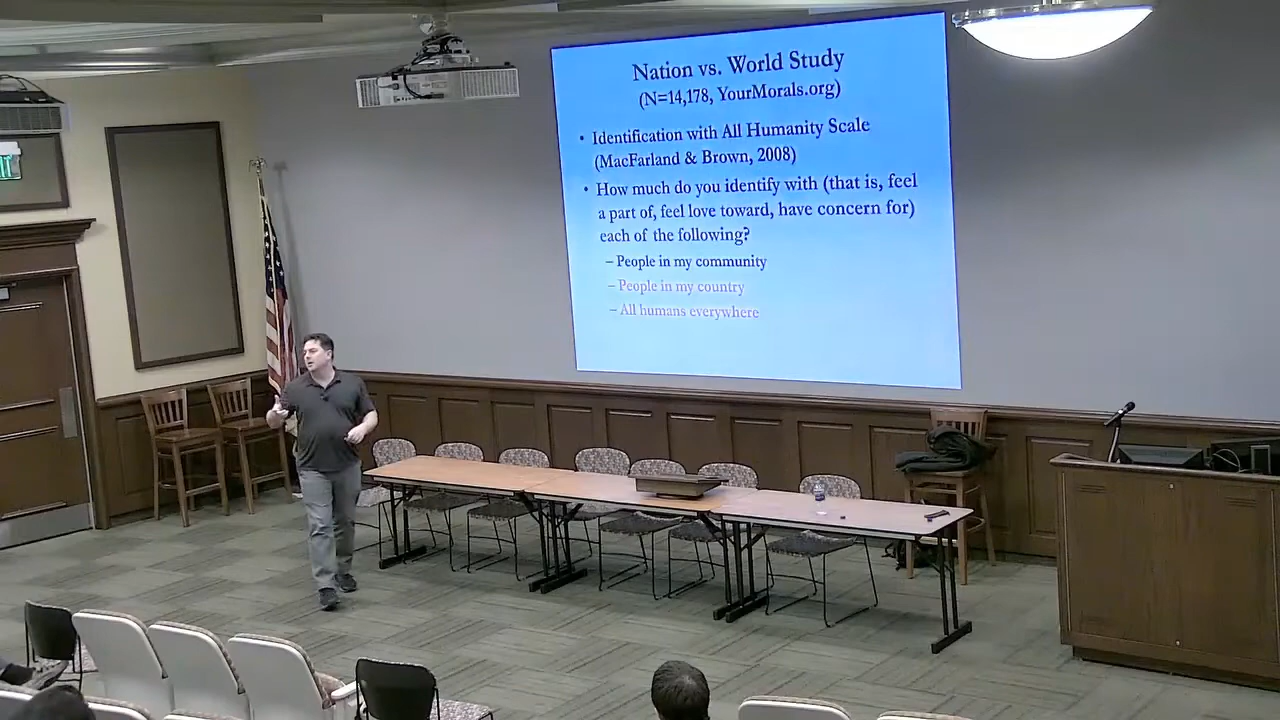 Nation vs. World Study
(N=14,178, YourMorals.org)
• Identification with All Humanity Scale
(MacFarland & Brown, 2008)
• How much do you identify with (that is, feel
a part of, feel love toward, have concern for)
each of the following?
– People in my community
– People in my country
– All humans everywhere